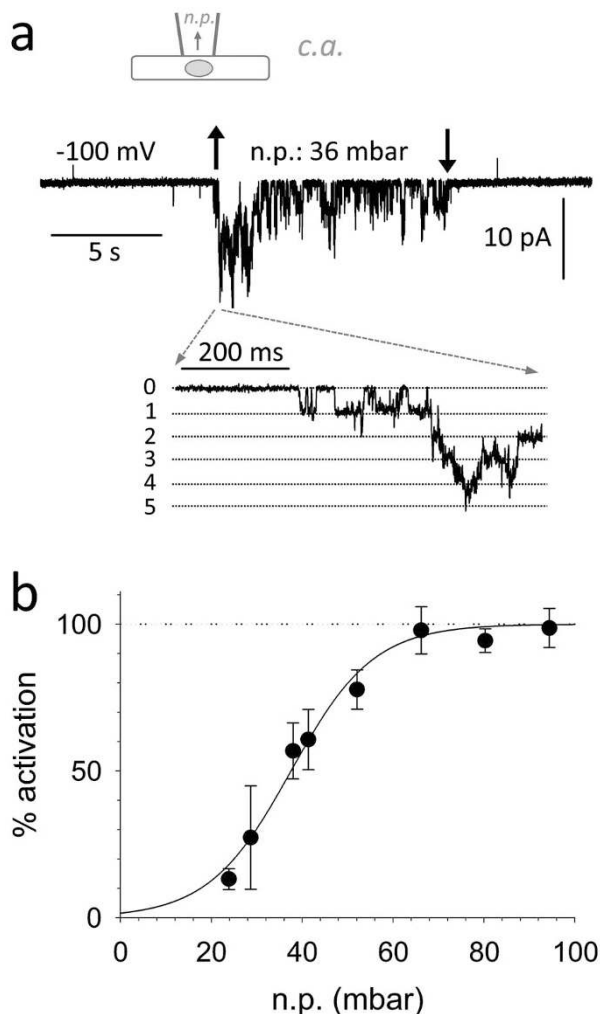 a
n.p.
c.a.
-100 mV
n.p.: 36 mbar
5 s
10 pA
200 ms
0
1
2
3
4
5
b
100
50
0
% activation
0 20 40 60 80 100
n.p. (mbar)